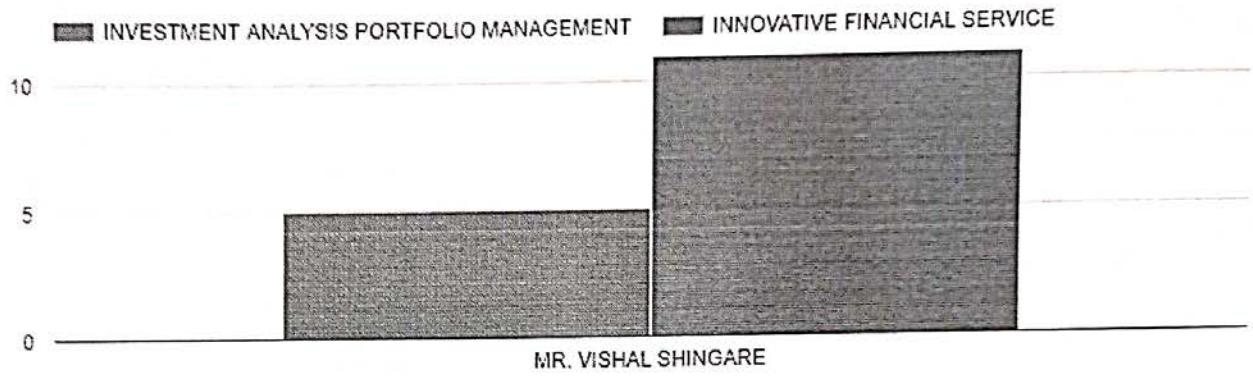 INVESTMENT ANALYSIS PORTFOLIO MANAGEMENT INNOVATIVE FINANCIAL SERVICE
10
5
0
MR. VISHAL SHINGARE